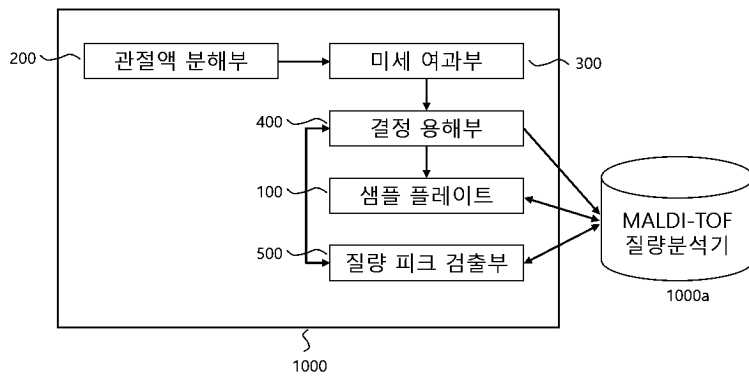 200
관절액 분해부
미세 여과부
300
400
결정 용해부
100
샘플 플레이트
500
질량 피크 검출부
MALDI-TOF
질량분석기
1000a
1000